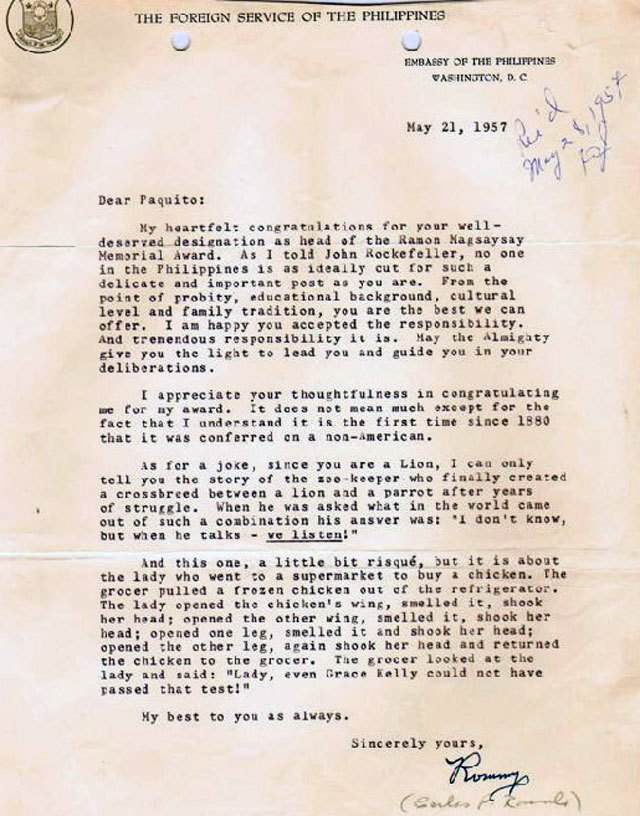 THE FOREIGN SERVICE OF THE PHILIPPINES
EMBASSY OF THE PHILIPPINES
WASHINGTON, D. C.
May 21, 1957
Rec'd
May 28, 1957
Dear Paquito:
My heartfelt congratulations for your well-
deserved designation as head of the Ramon Magsaysay
Memorial Award. As I told John Rockefeller, no one
in the Philippines is as ideally cut for such a
delicate and important post as you are. From the
point of probity, educational background, cultural
level and family tradition, you are the best we can
offer. I am happy you accepted the responsibility.
And tremendous responsibility it is. May the Almighty
give you the light to lead you and guide you in your
deliberations.
I appreciate your thoughtfulness in congratulating
me for my award. It does not mean much except for the
fact that I understand it is the first time since 1880
that it was conferred on a non-American.
As for a joke, since you are a Lion, I can only
tell you the story of the zoo-keeper who finally created
a crossbreed between a lion and a parrot after years
of struggle. When he was asked what in the world came
out of such a combination his answer was: "I don't know,
but when he talks - we listen!"
And this one, a little bit risqué, but it is about
the lady who went to a supermarket to buy a chicken. The
grocer pulled a frozen chicken out of the refrigerator.
The lady opened the chicken's wing, smelled it, shook
her head; opened the other wing, smelled it, shook her
head; opened one leg, smelled it and shook her head;
opened the other leg, again shook her head and returned
the chicken to the grocer. The grocer looked at the
lady and said: "Lady, even Grace Kelly could not have
passed that test!"
My best to you as always.
Sincerely yours,
Rommy
(Carlos P. Romulo)